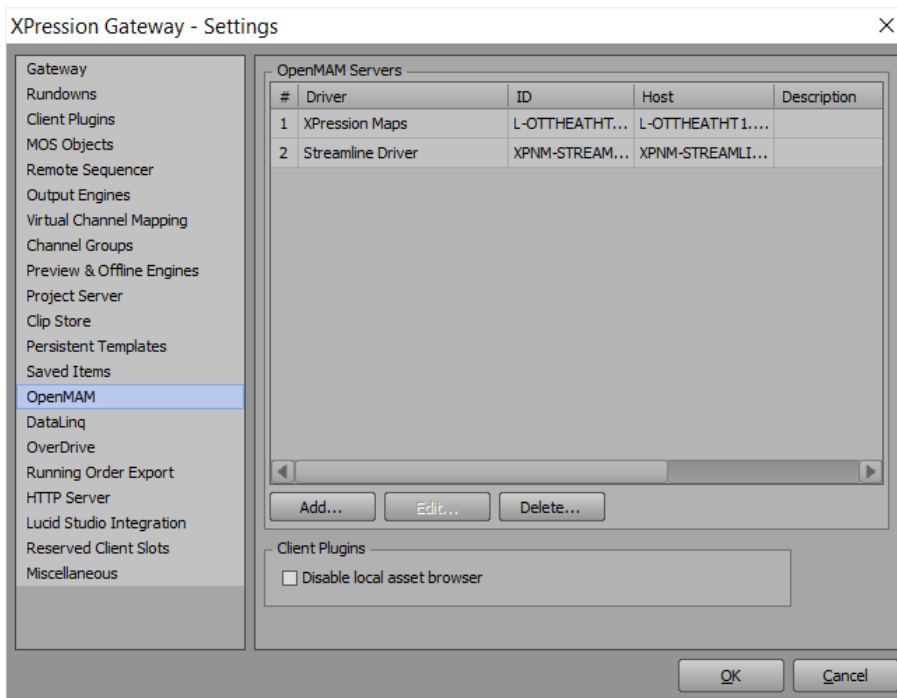 XPression Gateway - Settings
Gateway
Rundowns
Client Plugins
MOS Objects
Remote Sequencer
Output Engines
Virtual Channel Mapping
Channel Groups
Preview & Offline Engines
Project Server
Clip Store
Persistent Templates
Saved Items
OpenMAM
DataLinq
OverDrive
Running Order Export
HTTP Server
Lucid Studio Integration
Reserved Client Slots
Miscellaneous
OpenMAM Servers
# Driver ID Host Description
1 XPression Maps L-OTTHEATHT... L-OTTHEATHT1....
2 Streamline Driver XPNM-STREAM... XPNM-STREAMLI...
Add... Edit... Delete...
Client Plugins
Disable local asset browser
OK Cancel